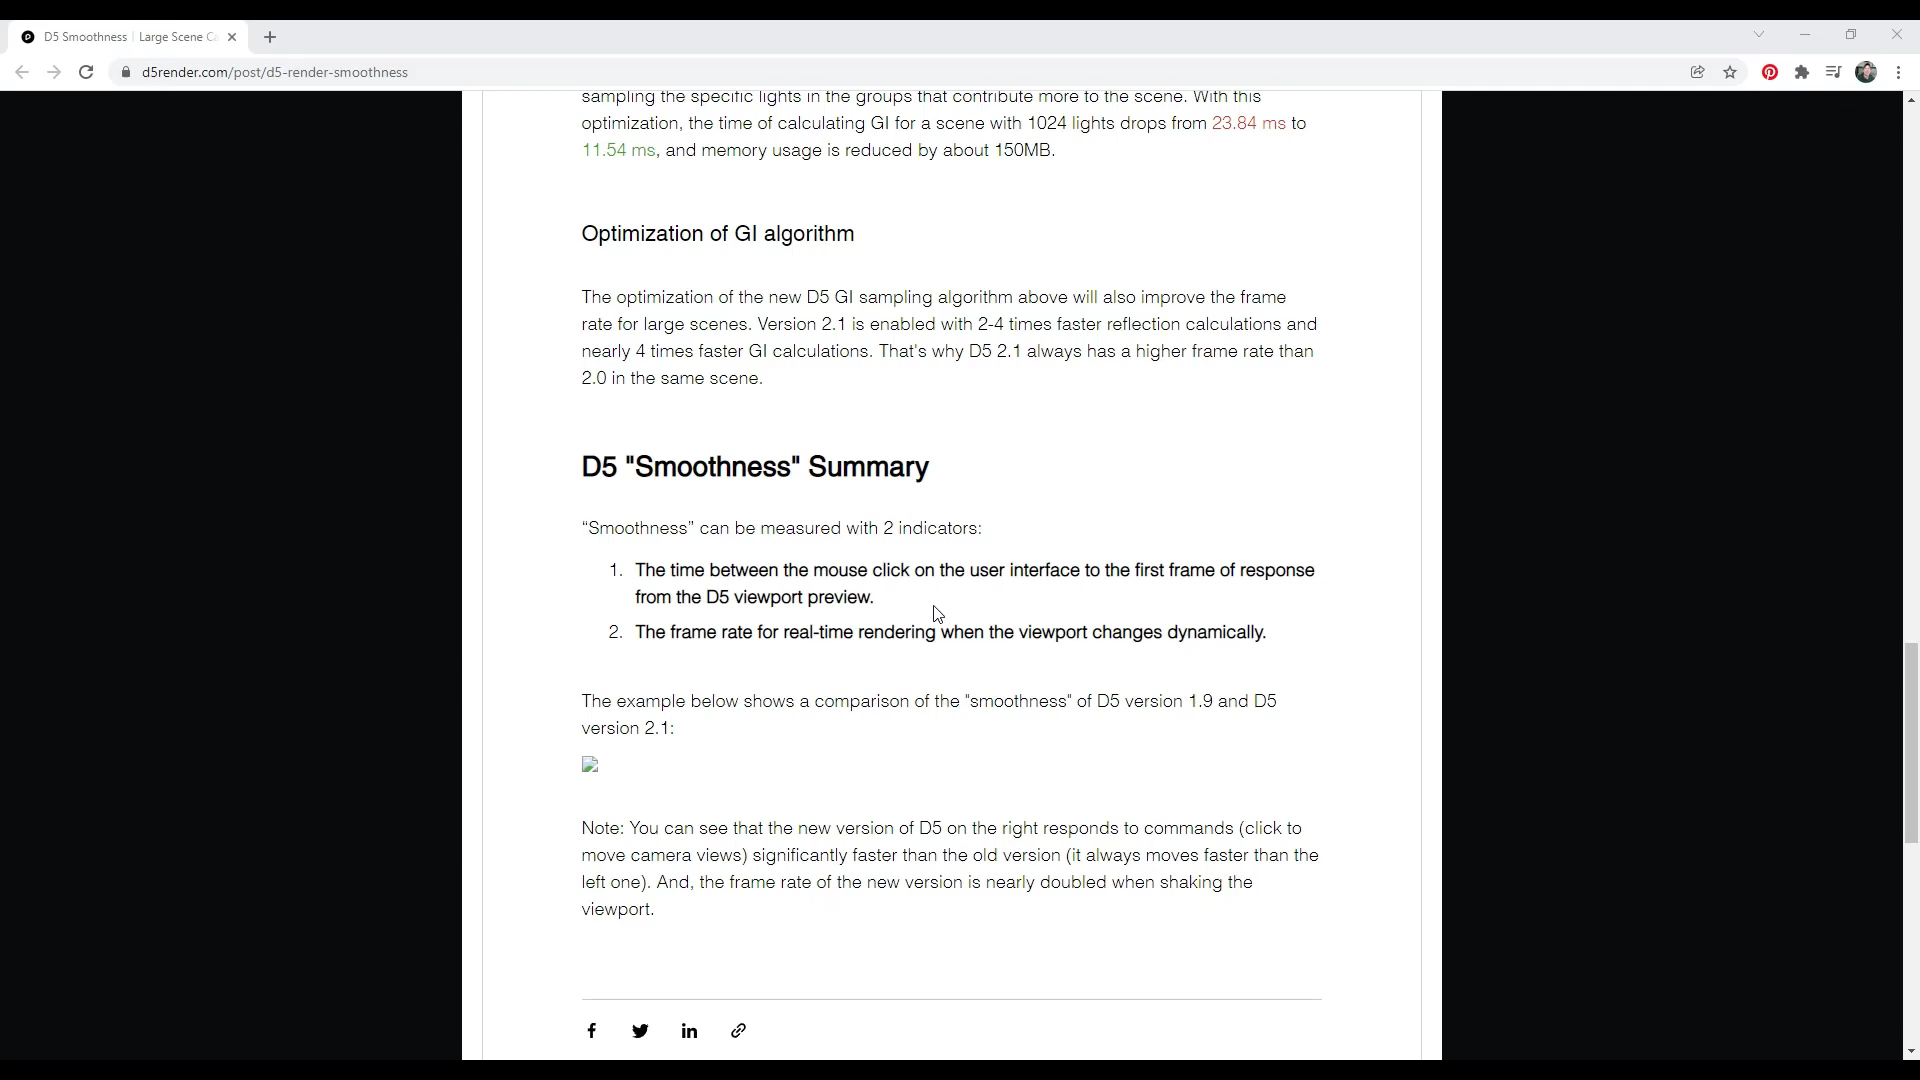 D5 Smoothness | Large Scene Ca
d5render.com/post/d5-render-smoothness
sampling the specific lights in the groups that contribute more to the scene. With this
optimization, the time of calculating GI for a scene with 1024 lights drops from 23.84 ms to
11.54 ms, and memory usage is reduced by about 150MB.
Optimization of GI algorithm
The optimization of the new D5 GI sampling algorithm above will also improve the frame
rate for large scenes. Version 2.1 is enabled with 2-4 times faster reflection calculations and
nearly 4 times faster GI calculations. That's why D5 2.1 always has a higher frame rate than
2.0 in the same scene.
D5 "Smoothness" Summary
“Smoothness” can be measured with 2 indicators:
1. The time between the mouse click on the user interface to the first frame of response
from the D5 viewport preview.
2. The frame rate for real-time rendering when the viewport changes dynamically.
The example below shows a comparison of the "smoothness" of D5 version 1.9 and D5
version 2.1:
Note: You can see that the new version of D5 on the right responds to commands (click to
move camera views) significantly faster than the old version (it always moves faster than the
left one). And, the frame rate of the new version is nearly doubled when shaking the
viewport.